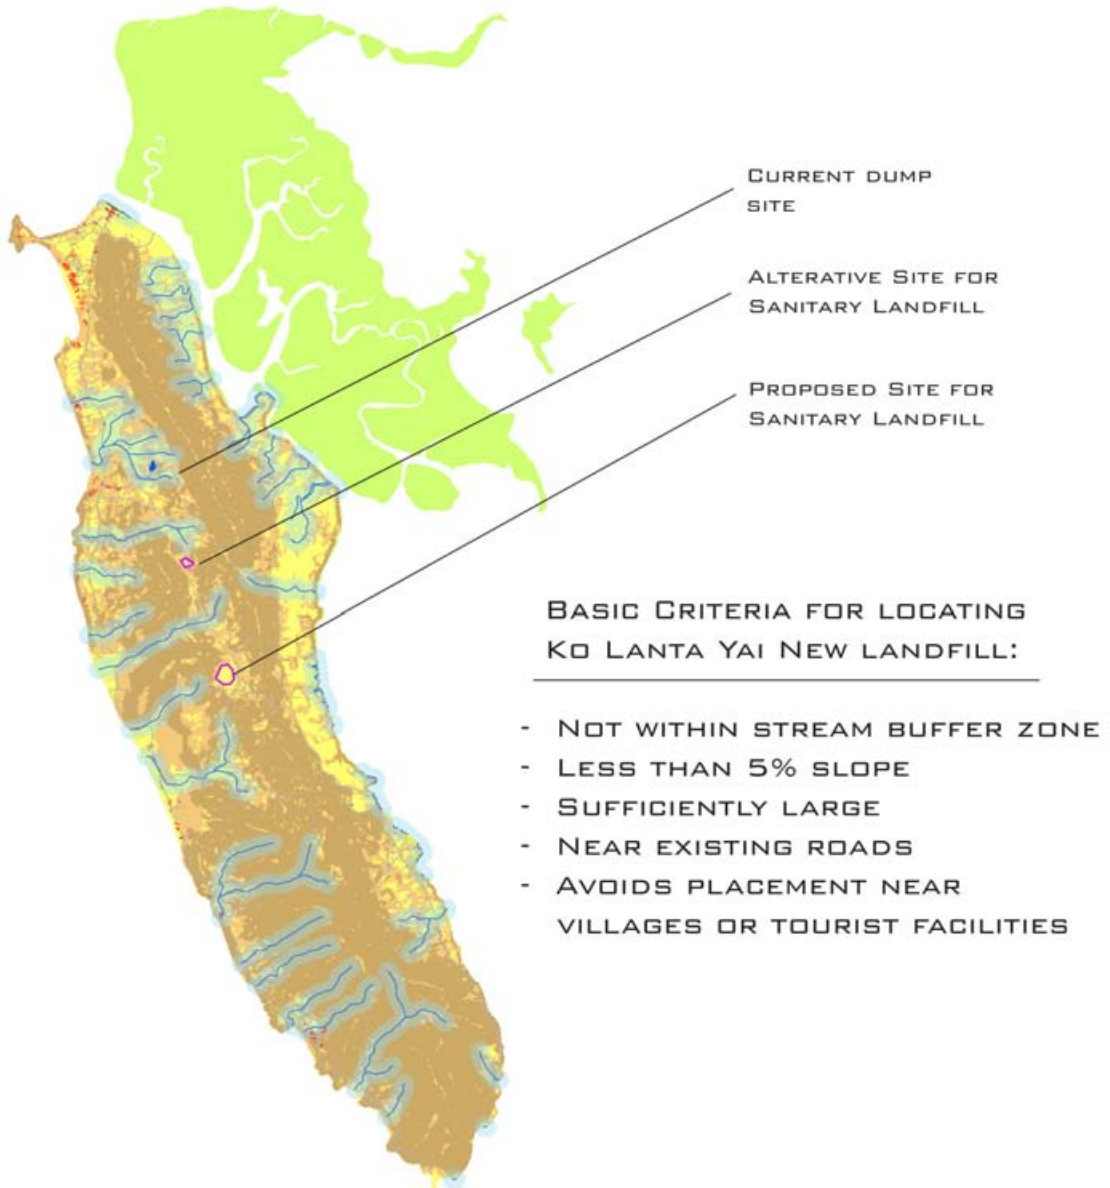 Current dump
site
Alterative Site for
Sanitary Landfill
Proposed Site for
Sanitary Landfill
Basic Criteria for locating
Ko Lanta Yai New landfill:
- Not within stream buffer zone
- Less than 5% slope
- Sufficiently large
- Near existing roads
- Avoids placement near
villages or tourist facilities